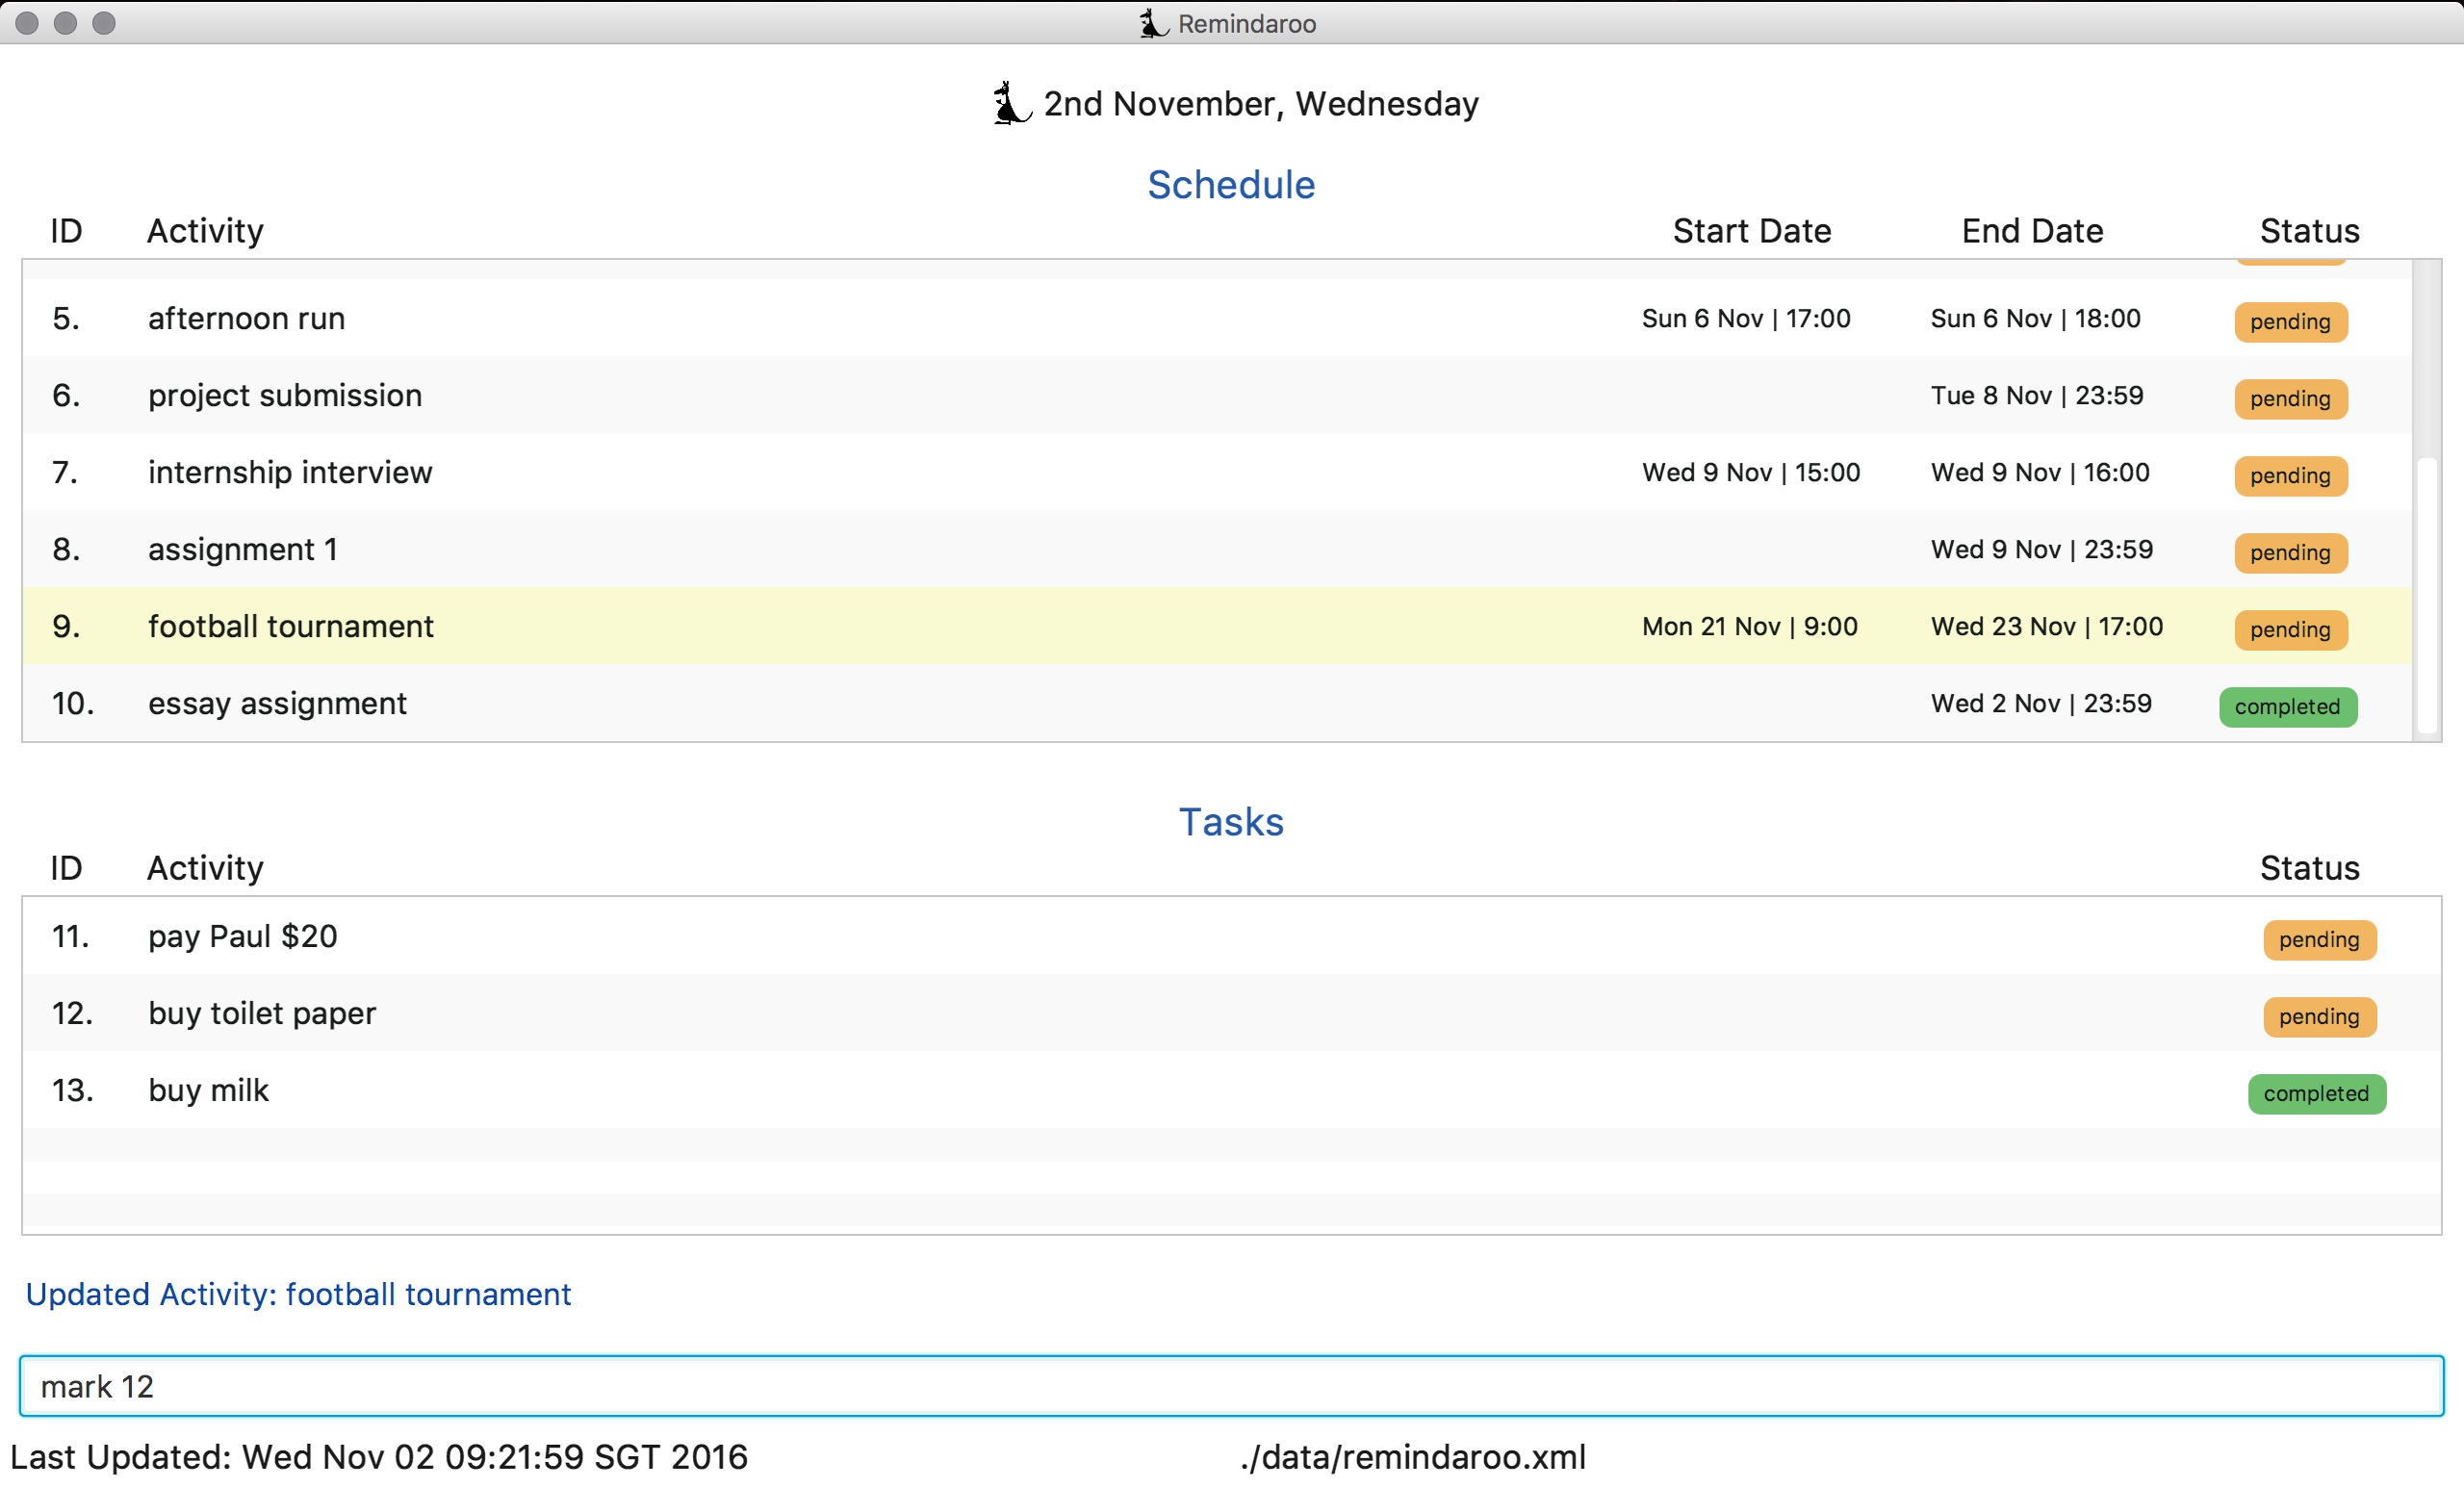 Remindaroo
2nd November, Wednesday
Schedule
ID Activity Start Date End Date Status
5. afternoon run Sun 6 Nov | 17:00 Sun 6 Nov | 18:00 pending
6. project submission Tue 8 Nov | 23:59 pending
7. internship interview Wed 9 Nov | 15:00 Wed 9 Nov | 16:00 pending
8. assignment 1 Wed 9 Nov | 23:59 pending
9. football tournament Mon 21 Nov | 9:00 Wed 23 Nov | 17:00 pending
10. essay assignment Wed 2 Nov | 23:59 completed
Tasks
ID Activity Status
11. pay Paul $20 pending
12. buy toilet paper pending
13. buy milk completed
Updated Activity: football tournament
mark 12
Last Updated: Wed Nov 02 09:21:59 SGT 2016 ./data/remindaroo.xml